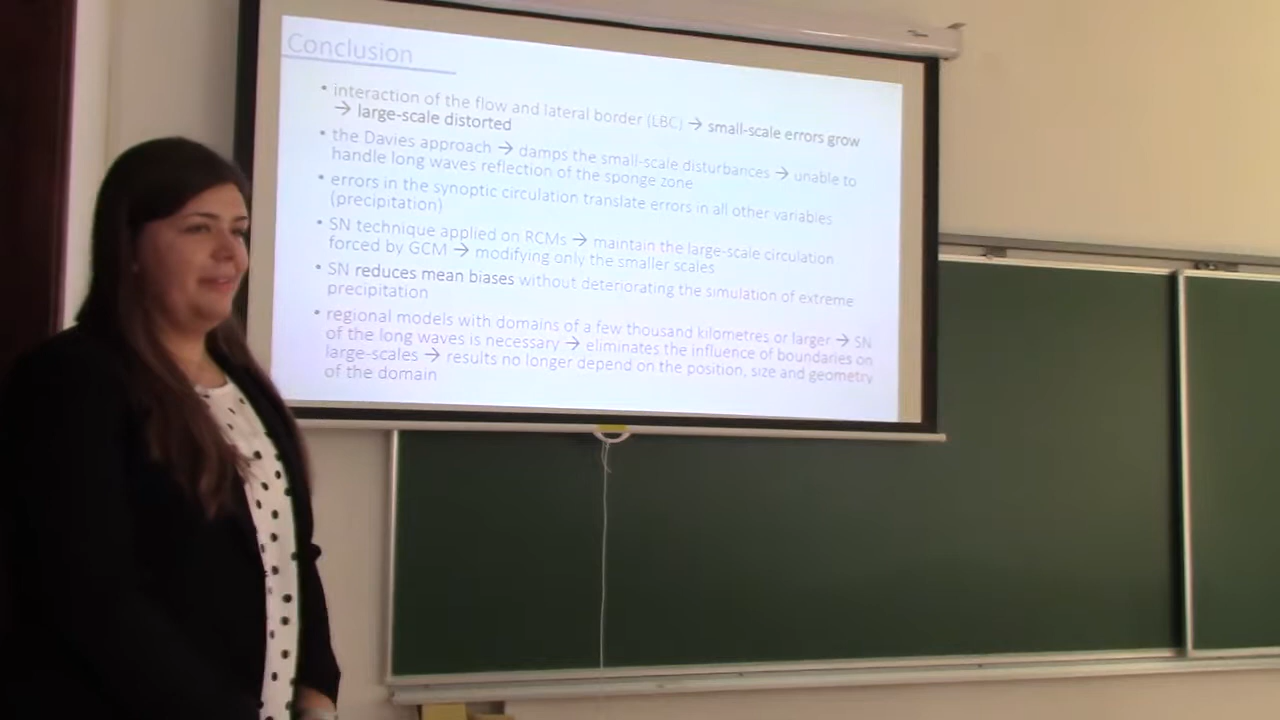 Conclusion
• interaction of the flow and lateral border (LBC) → small-scale errors grow
→ large-scale distorted
• the Davies approach → damps the small-scale disturbances → unable to
handle long waves reflection of the sponge zone
• errors in the synoptic circulation translate errors in all other variables
(precipitation)
• SN technique applied on RCMs → maintain the large-scale circulation
forced by GCM → modifying only the smaller scales
• SN reduces mean biases without deteriorating the simulation of extreme
precipitation
• regional models with domains of a few thousand kilometres or larger → SN
of the long waves is necessary → eliminates the influence of boundaries on
large-scales → results no longer depend on the position, size and geometry
of the domain